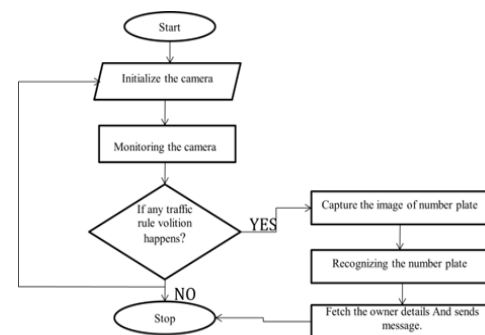 Start
Initialize the camera
Monitoring the camera
If any traffic
rule volition
happens?
YES
Capture the image of number plate
Recognizing the number plate
Fetch the owner details And sends
message.
NO
Stop